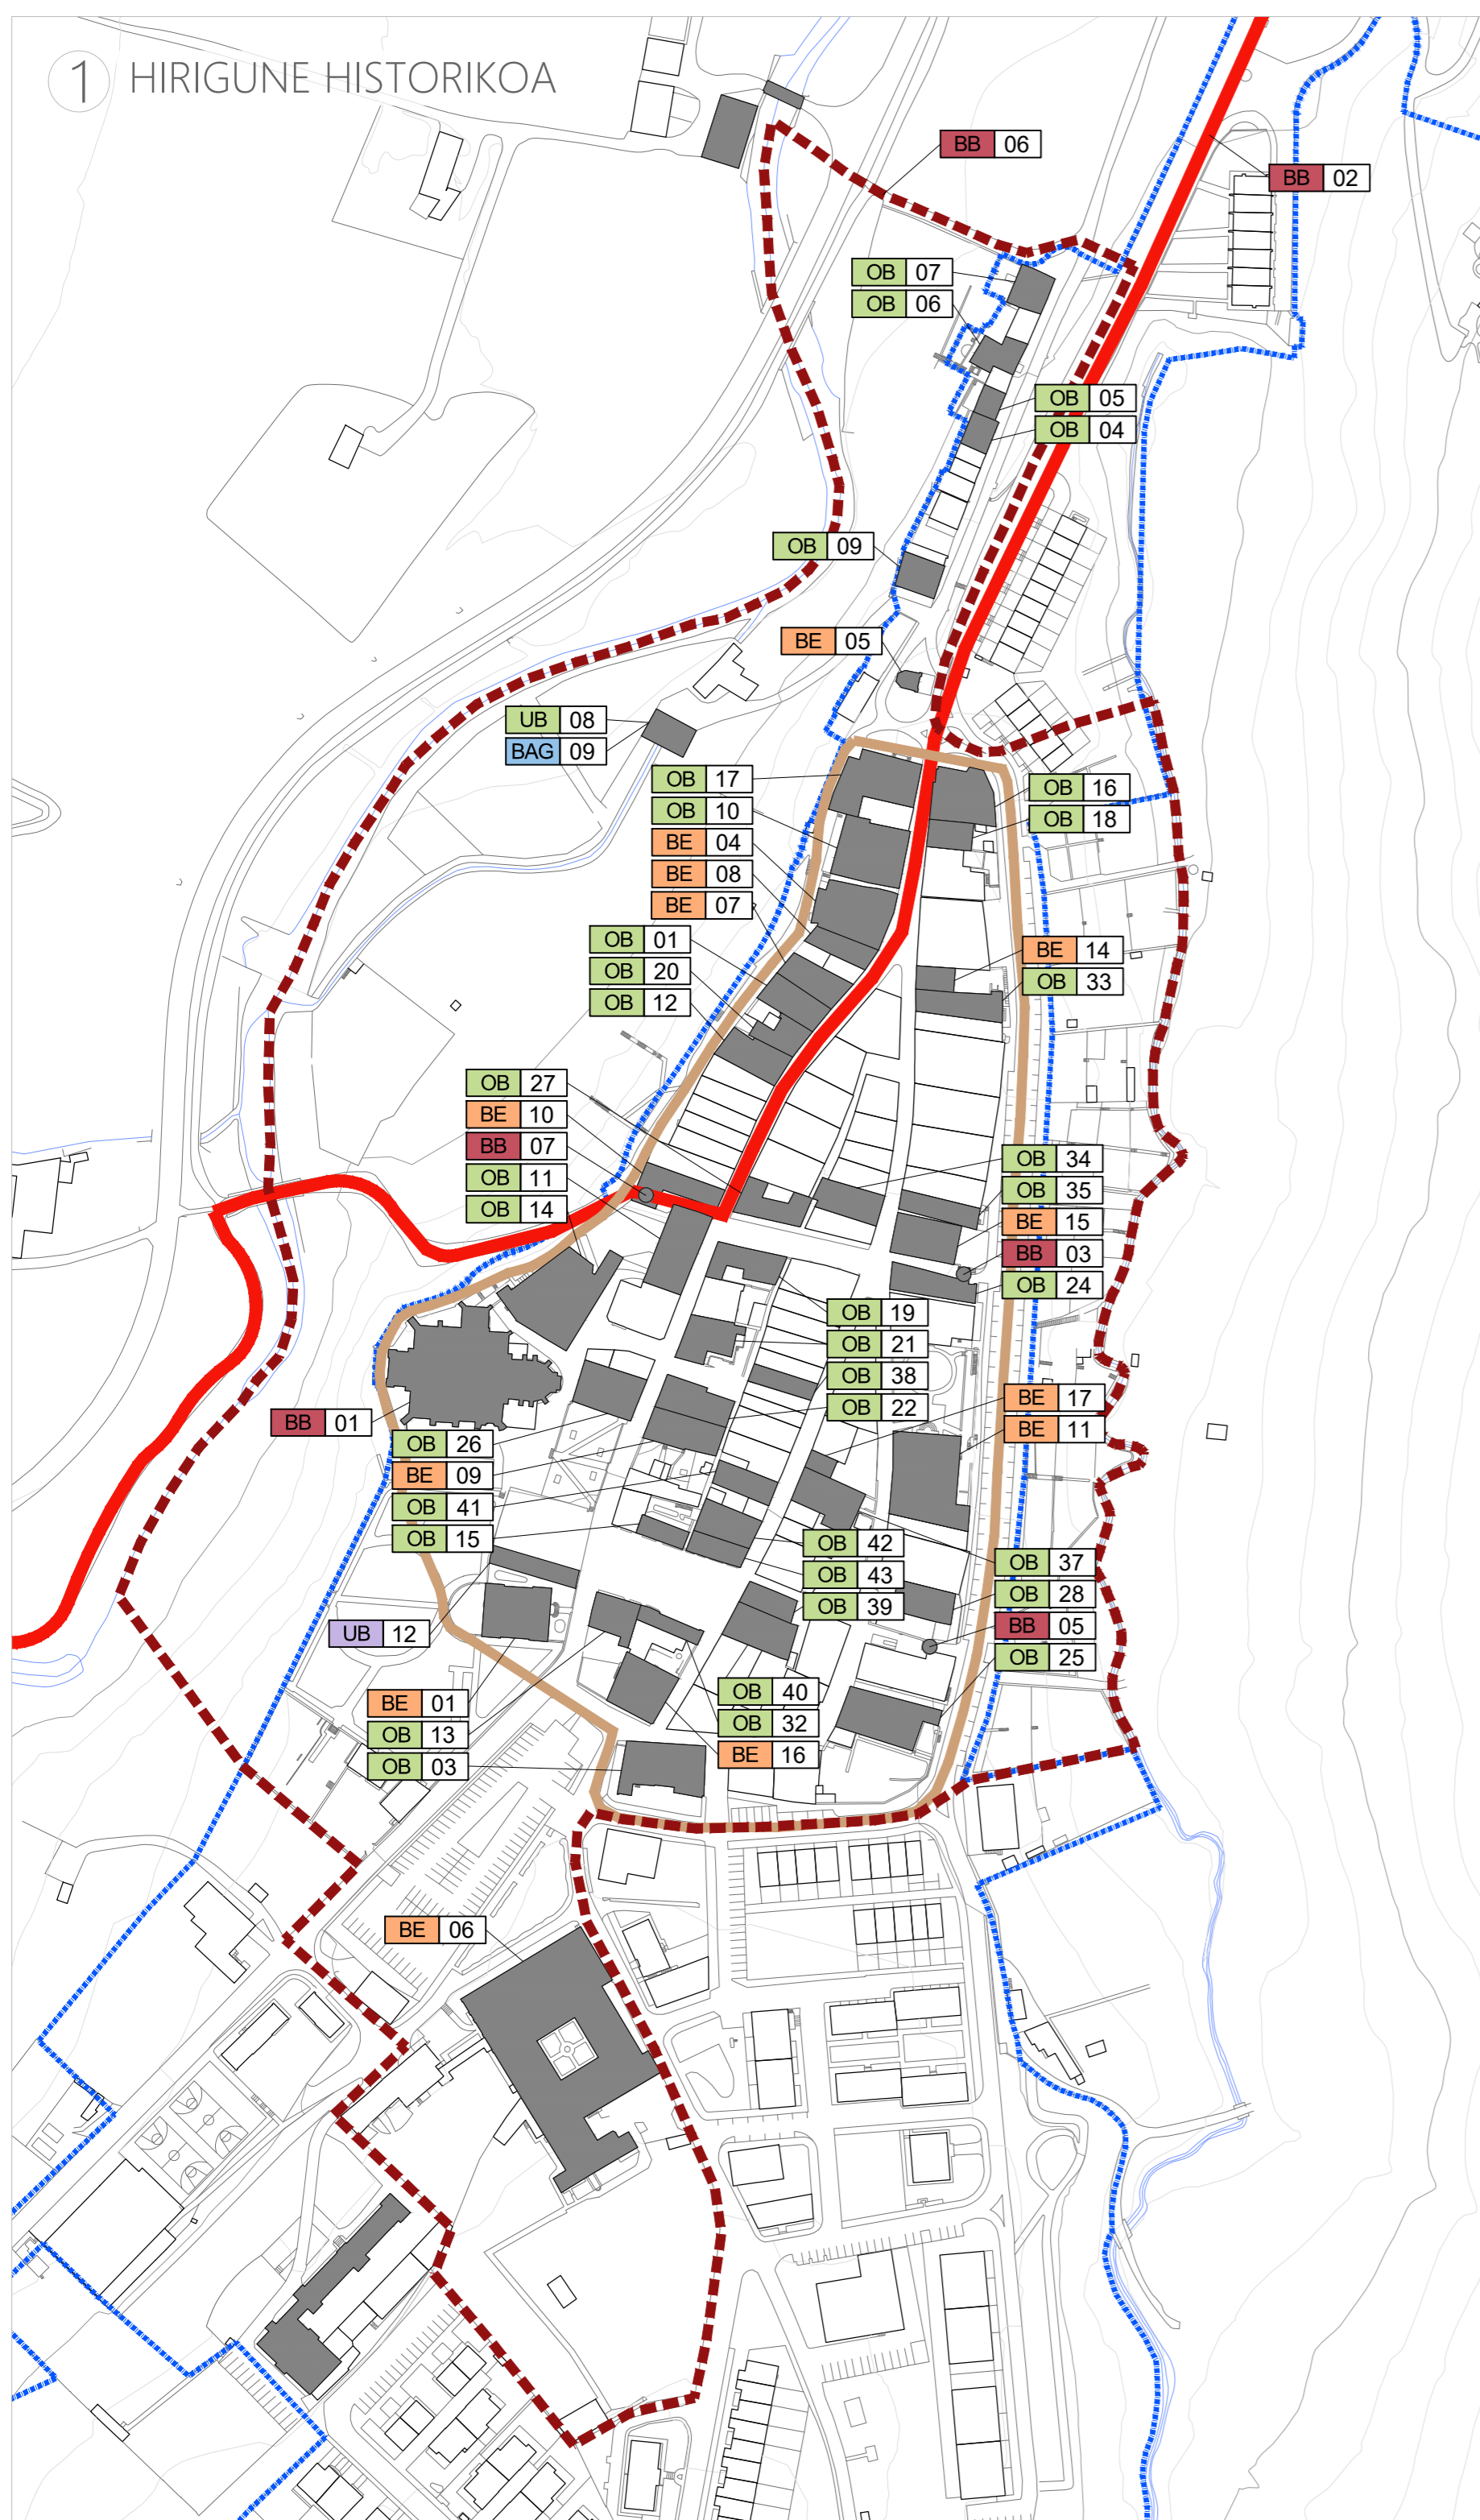 1 HIRIGUNE HISTORIKOA
BB 06
BB 02
OB 07
OB 06
OB 05
OB 04
OB 09
BE 05
UB 08
BAG 09
OB 17
OB 10
BE 04
BE 08
BE 07
OB 16
OB 18
OB 01
OB 20
OB 12
BE 14
OB 33
OB 27
BE 10
BB 07
OB 11
OB 14
OB 34
OB 35
BE 15
BB 03
OB 24
OB 19
OB 21
OB 38
OB 22
BE 17
BE 11
BB 01
OB 26
BE 09
OB 41
OB 15
OB 42
OB 43
OB 39
OB 37
OB 28
BB 05
OB 25
UB 12
BE 01
OB 13
OB 03
OB 40
OB 32
BE 16
BE 06